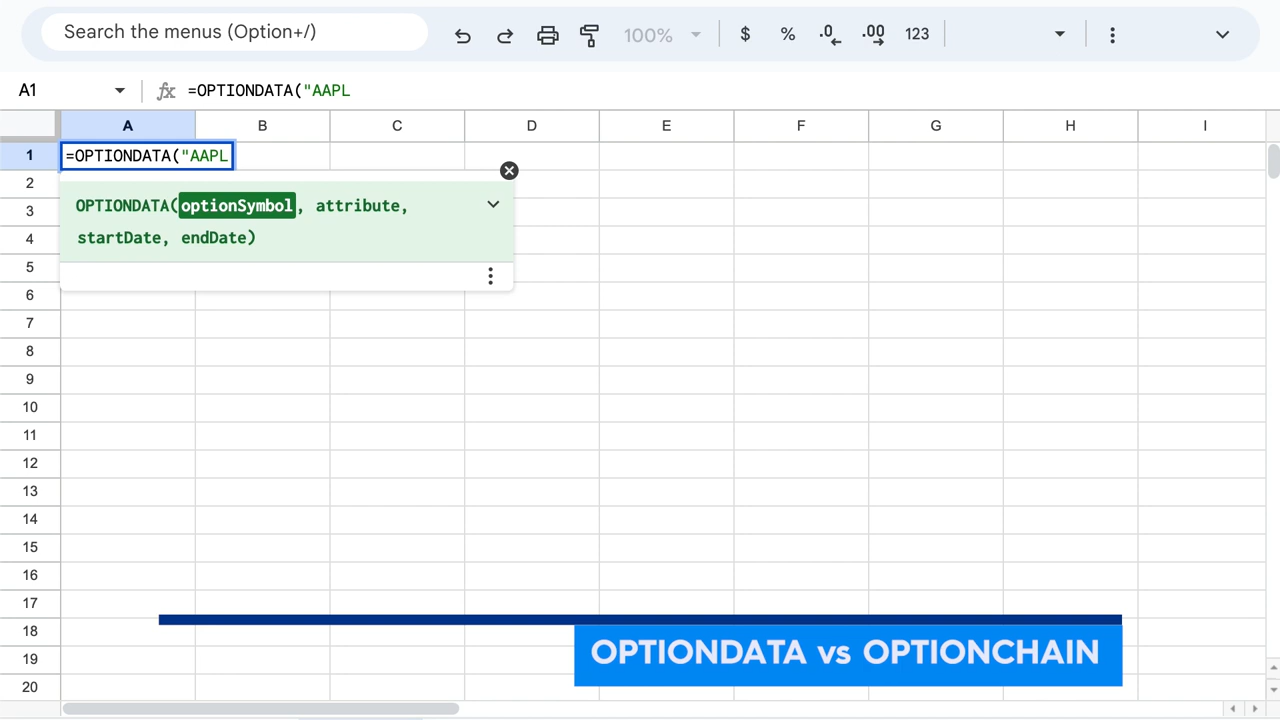 Search the menus (Option+/)
100%
$
%
.0
.00
123
A1
fx
=OPTIONDATA("AAPL
A B C D E F G H I
1
=OPTIONDATA("AAPL
2
OPTIONDATA(optionSymbol, attribute,
3
startDate, endDate)
4
5
6
7
8
9
10
11
12
13
14
15
16
17
18
OPTIONDATA vs OPTIONCHAIN
19
20